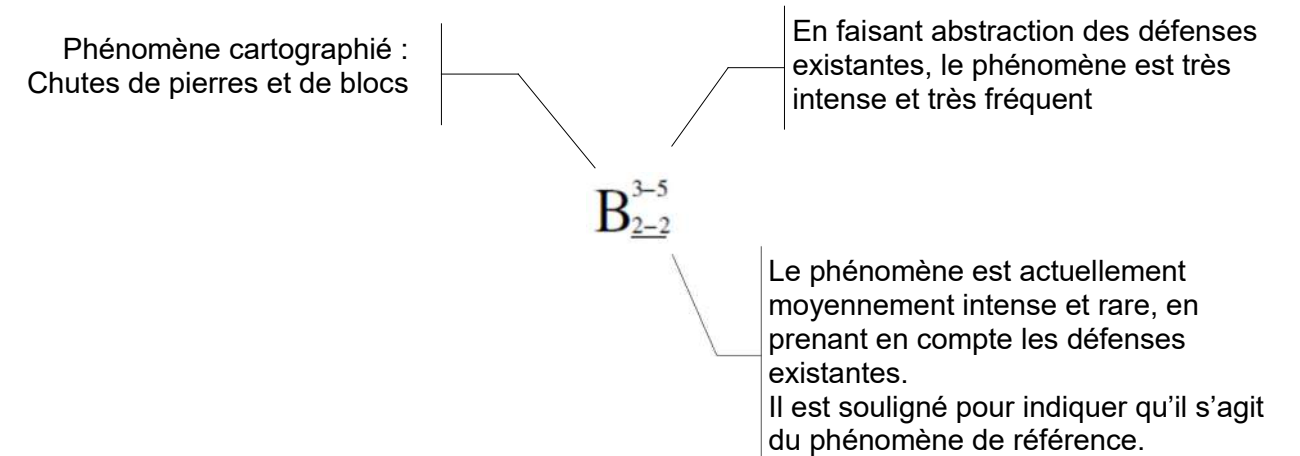 Phénomène cartographié :
Chutes de pierres et de blocs
En faisant abstraction des défenses
existantes, le phénomène est très
intense et très fréquent
B 3–5
2–2
Le phénomène est actuellement
moyennement intense et rare, en
prenant en compte les défenses
existantes.
Il est souligné pour indiquer qu’il s’agit
du phénomène de référence.